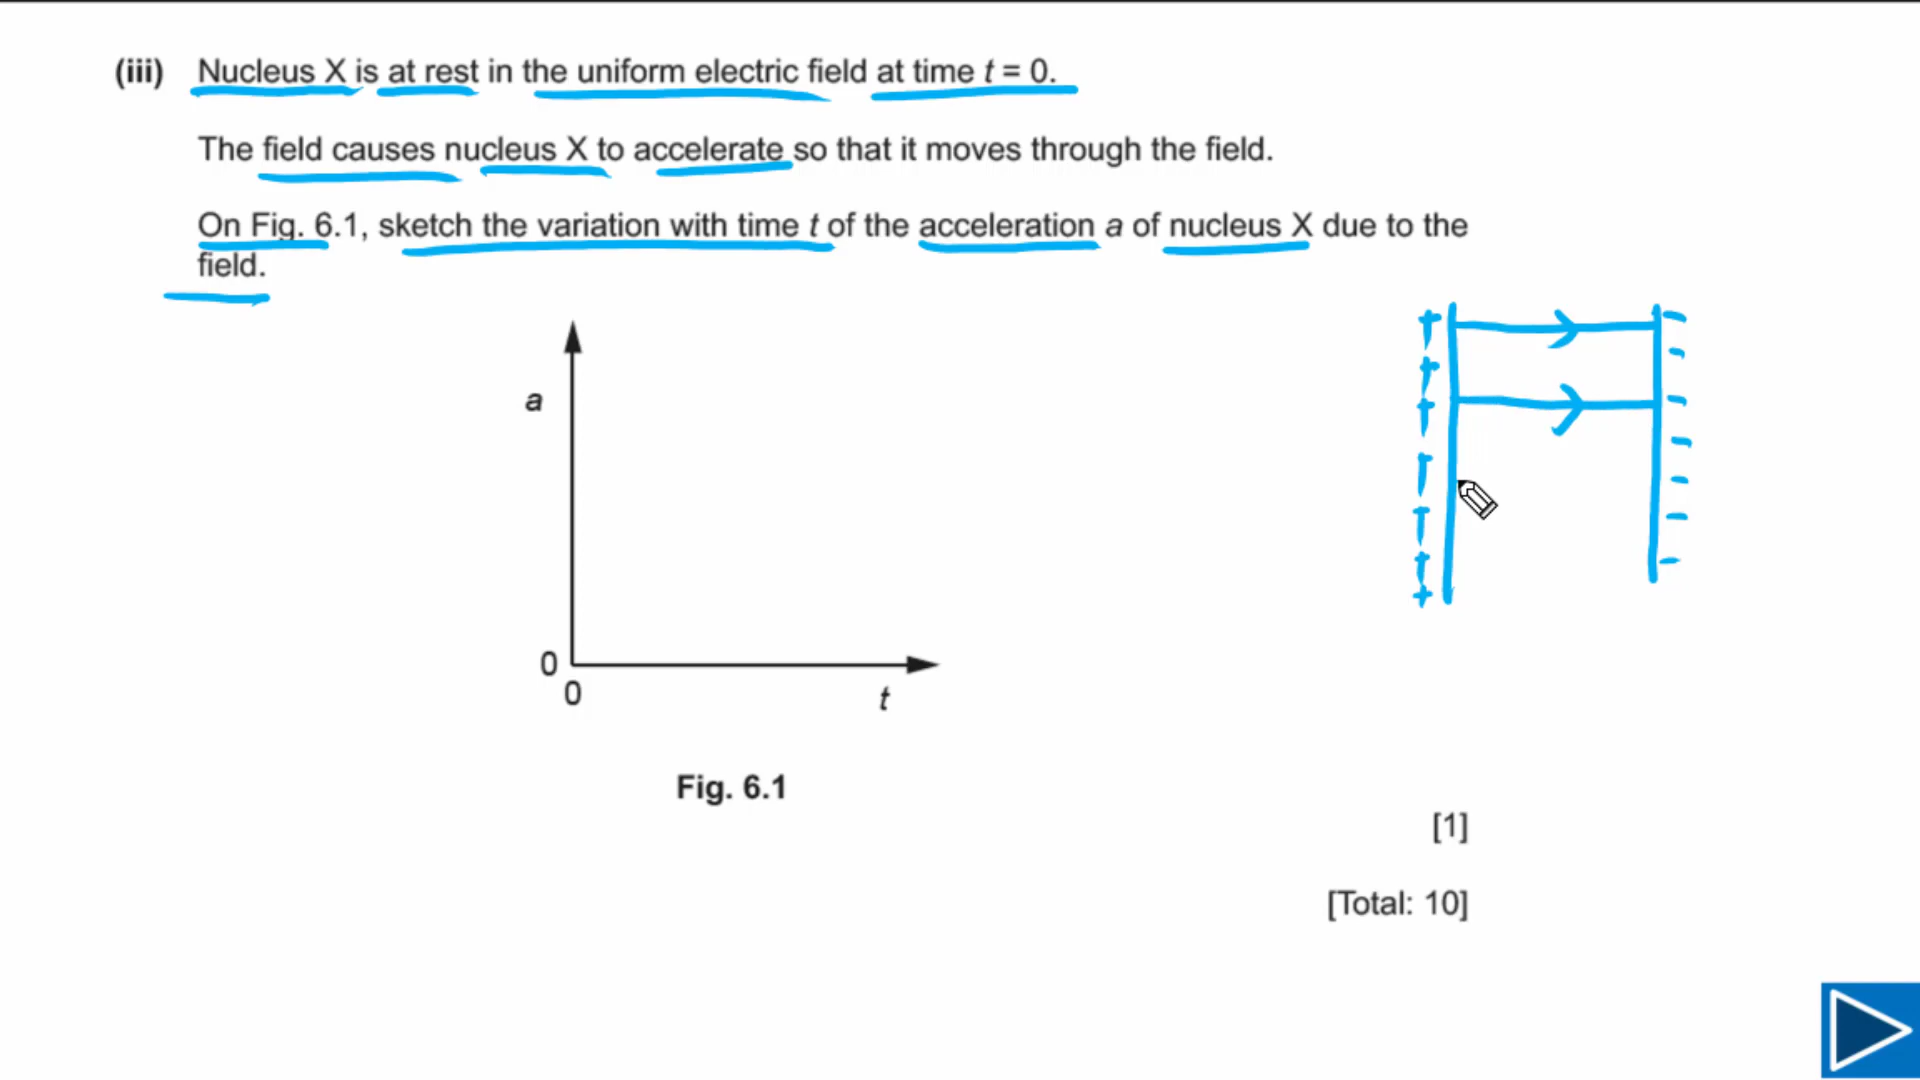 (iii) Nucleus X is at rest in the uniform electric field at time t = 0.
The field causes nucleus X to accelerate so that it moves through the field.
On Fig. 6.1, sketch the variation with time t of the acceleration a of nucleus X due to the
field.
a
0
0
t
Fig. 6.1
[1]
[Total: 10]